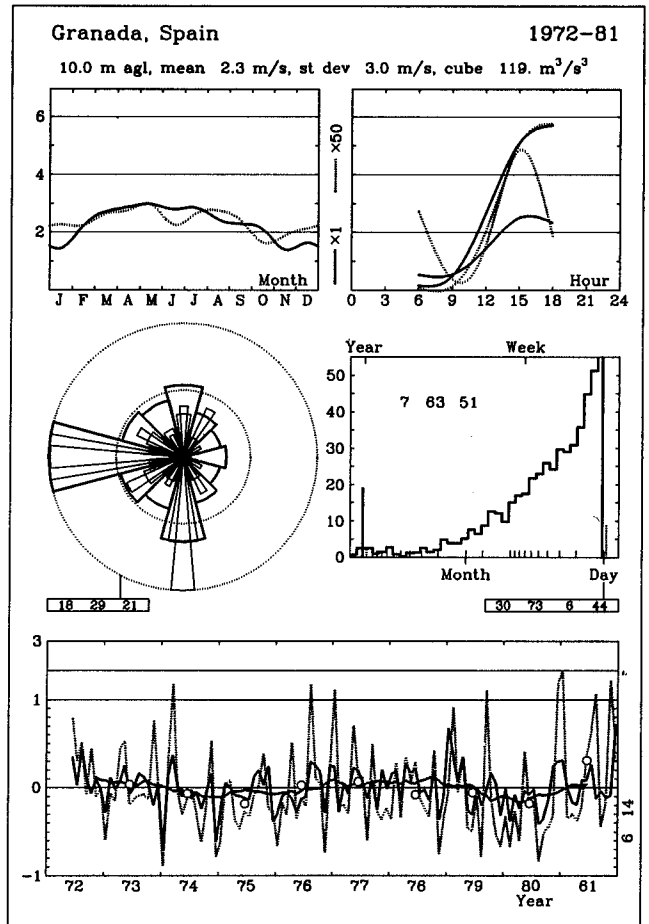 Granada, Spain 1972-81
10.0 m agl, mean 2.3 m/s, st dev 3.0 m/s, cube 119. m³/s³
6
4
2
J F M A M J J A S O N D
Month
×1 ×50
0 3 6 9 12 15 18 21 24
Hour
18 29 21
Year Week
50
40
30
20
10
0
7 63 51
Month Day
30 73 6 44
3
1
0
-1
72 73 74 75 76 77 78 79 80 61
Year
6 14